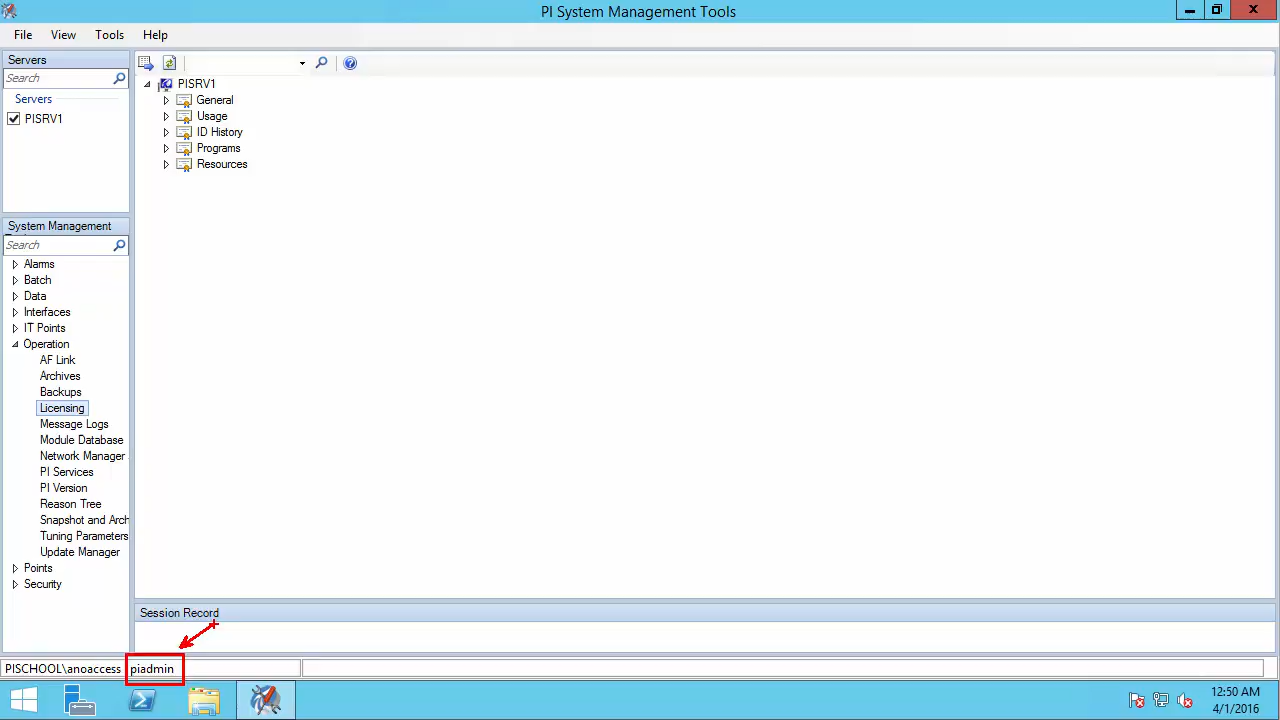 PI System Management Tools
File View Tools Help
Servers
Search
Servers
PISRV1
System Management
Search
Alarms
Batch
Data
Interfaces
IT Points
Operation
AF Link
Archives
Backups
Licensing
Message Logs
Module Database
Network Manager
PI Services
PI Version
Reason Tree
Snapshot and Arch
Tuning Parameters
Update Manager
Points
Security
PISRV1
General
Usage
ID History
Programs
Resources
Session Record
PISCHOOL\anoaccess piadmin
12:50 AM
4/1/2016